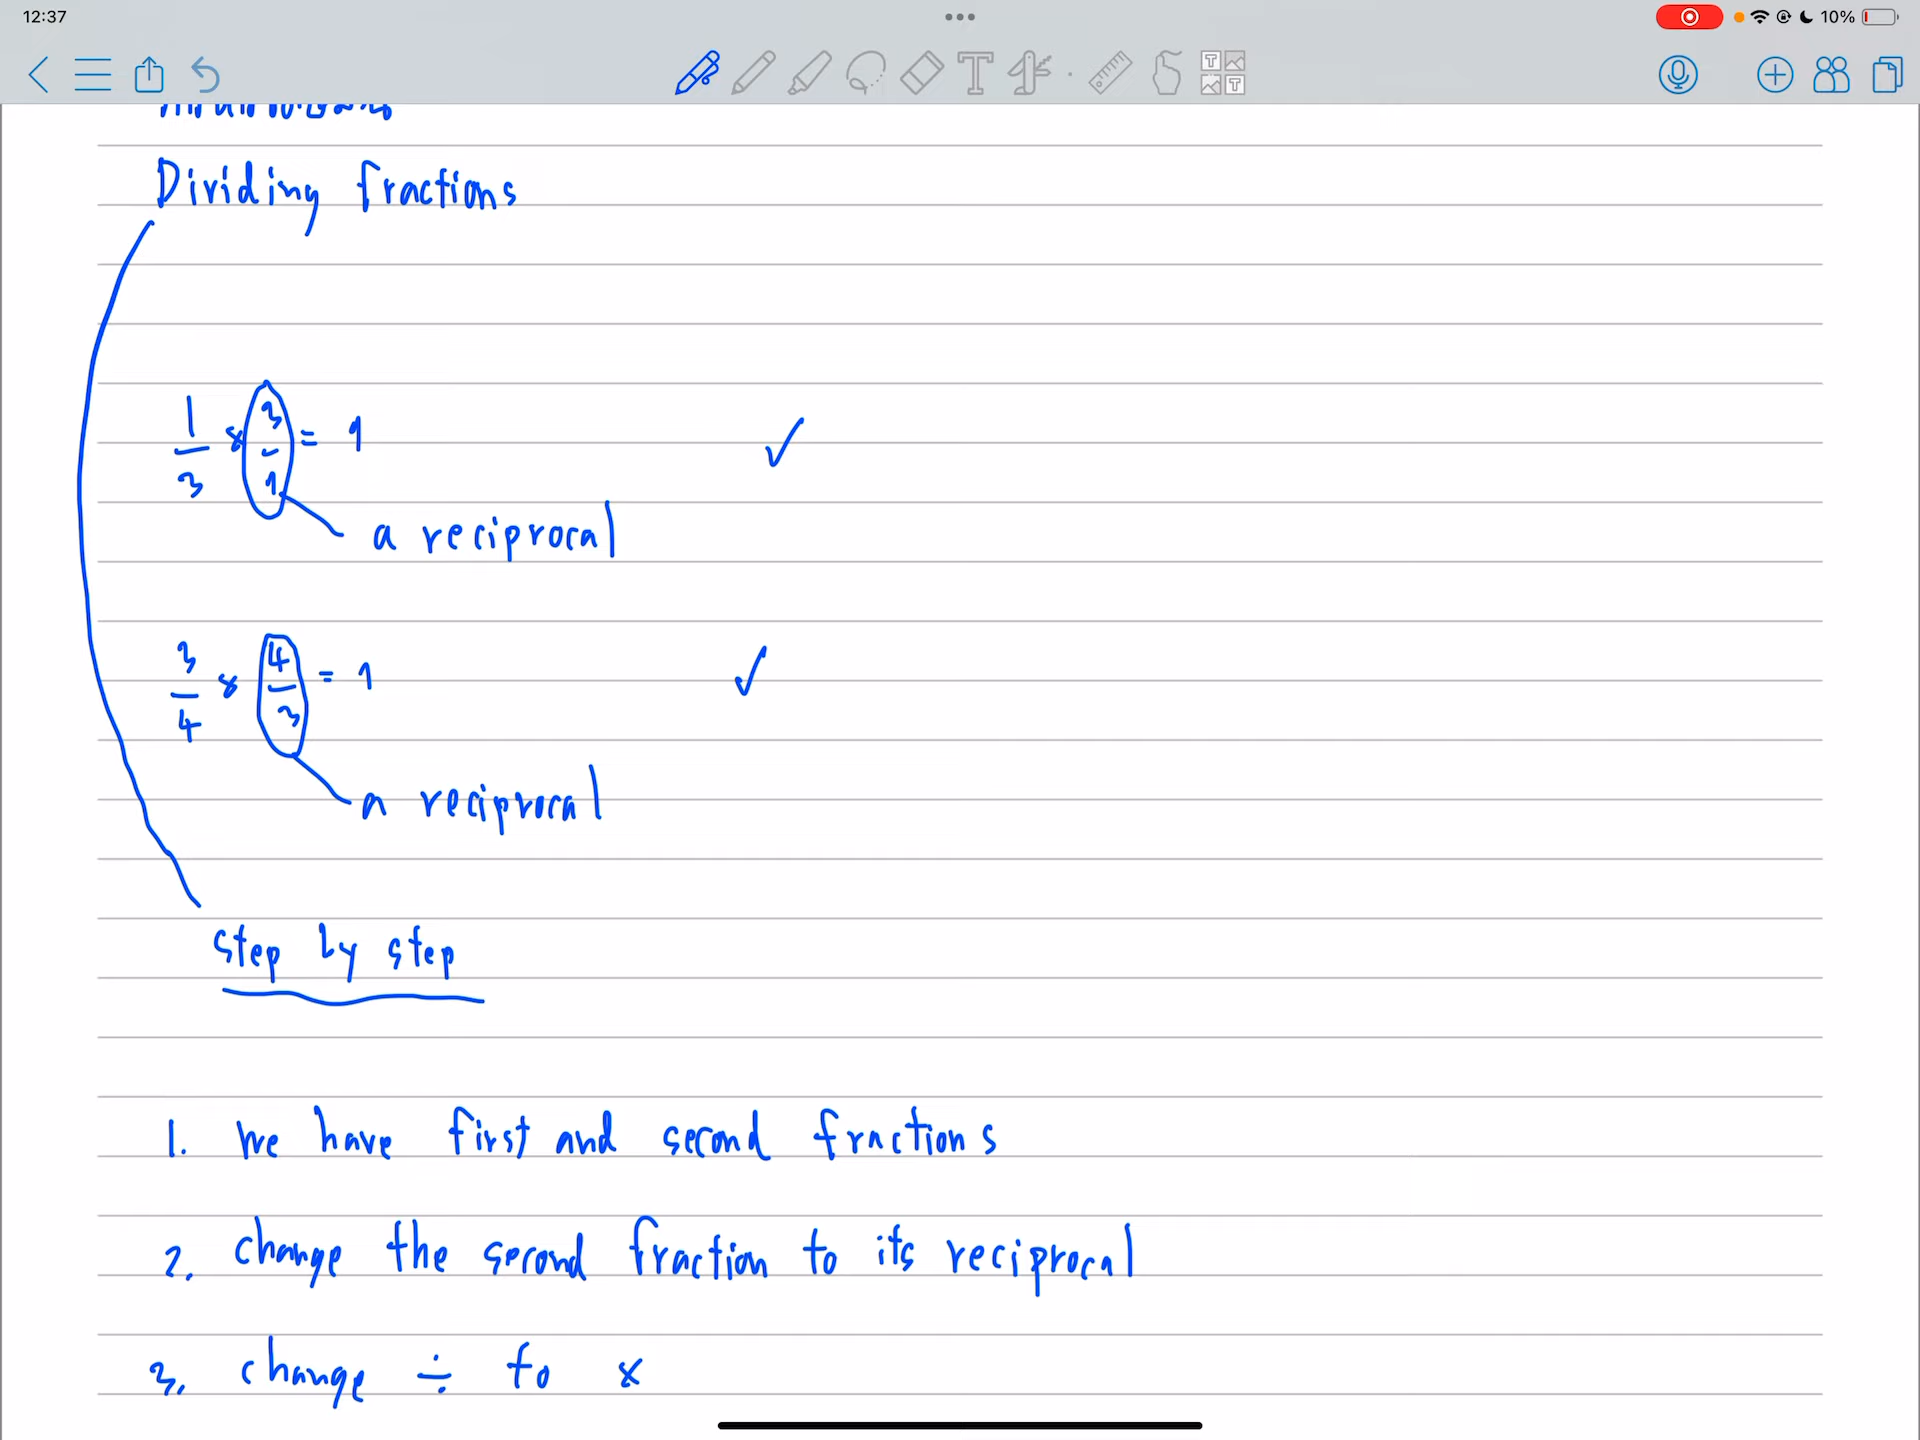 12:37
10%
Dividing fractions
1/3 × 3/1 = 1 ✓
a reciprocal
3/4 × 4/3 = 1 ✓
a reciprocal
step by step
1. We have first and second fractions
2. change the second fraction to its reciprocal
3. change ÷ to ×